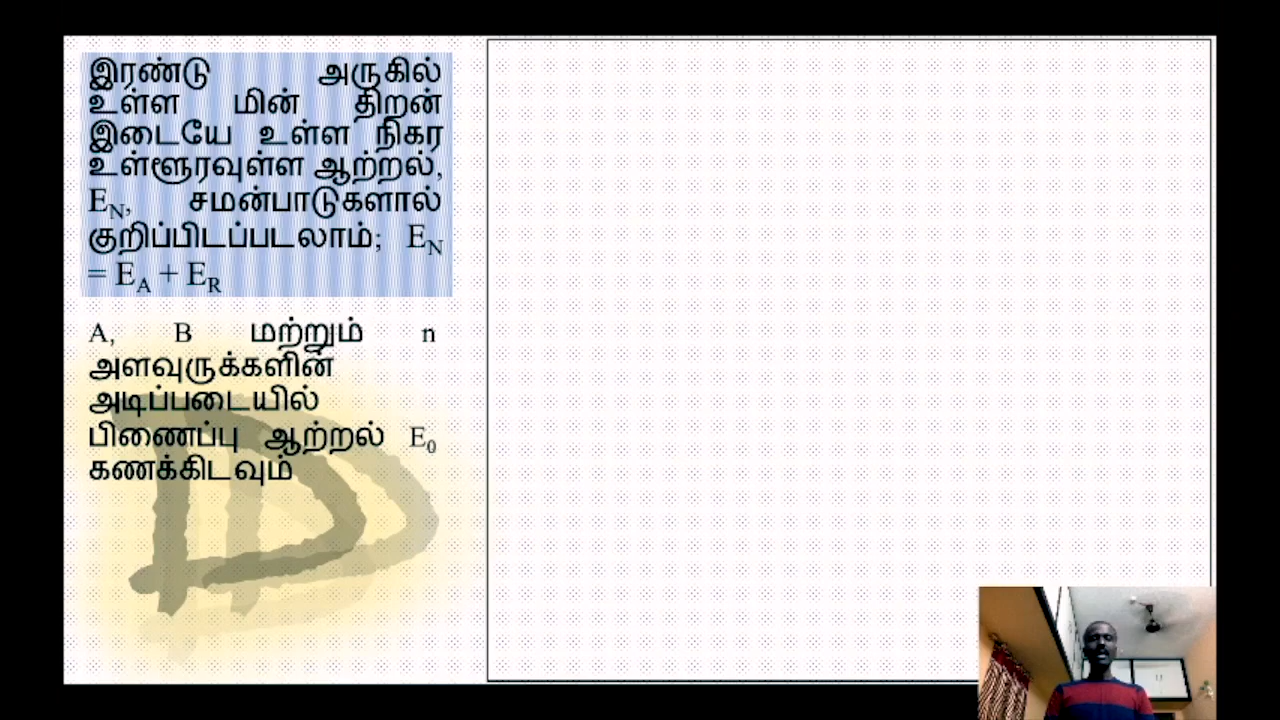 இரண்டு அருகில்
உள்ள மின் திறன்
இடையே உள்ள நிகர
உள்ளூரவுள்ள ஆற்றல்,
E_N, சமன்பாடுகளால்
குறிப்பிடப்படலாம்; E_N
= E_A + E_R
A, B மற்றும் n
அளவுருக்களின்
அடிப்படையில்
பிணைப்பு ஆற்றல் E_0
கணக்கிடவும்